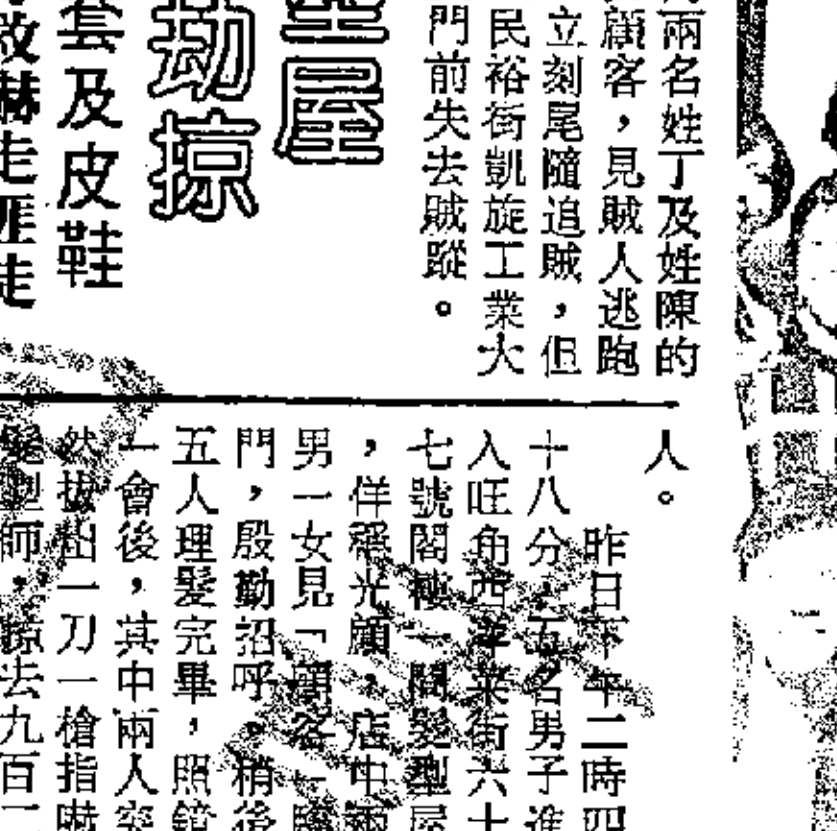 兩名姓丁及姓陳的
顧客，見賊人逃跑
立刻尾隨追賊，但
民裕街凱旋工業大
門前失去賊蹤。
屋
劫掠
套及皮鞋
嚇走匪徒
人。
昨日下午二時四
十八分，五名男子進
入旺角西洋菜街六十
七號閣樓一間髮型屋
，佯稱光顧，店中兩
男一女見「顧客」臨
門，殷勤招呼。稍後
五人理髮完畢，照鏡
一會後，其中兩人突
然拔出一刀一槍指嚇
髮型師，掠去九百二